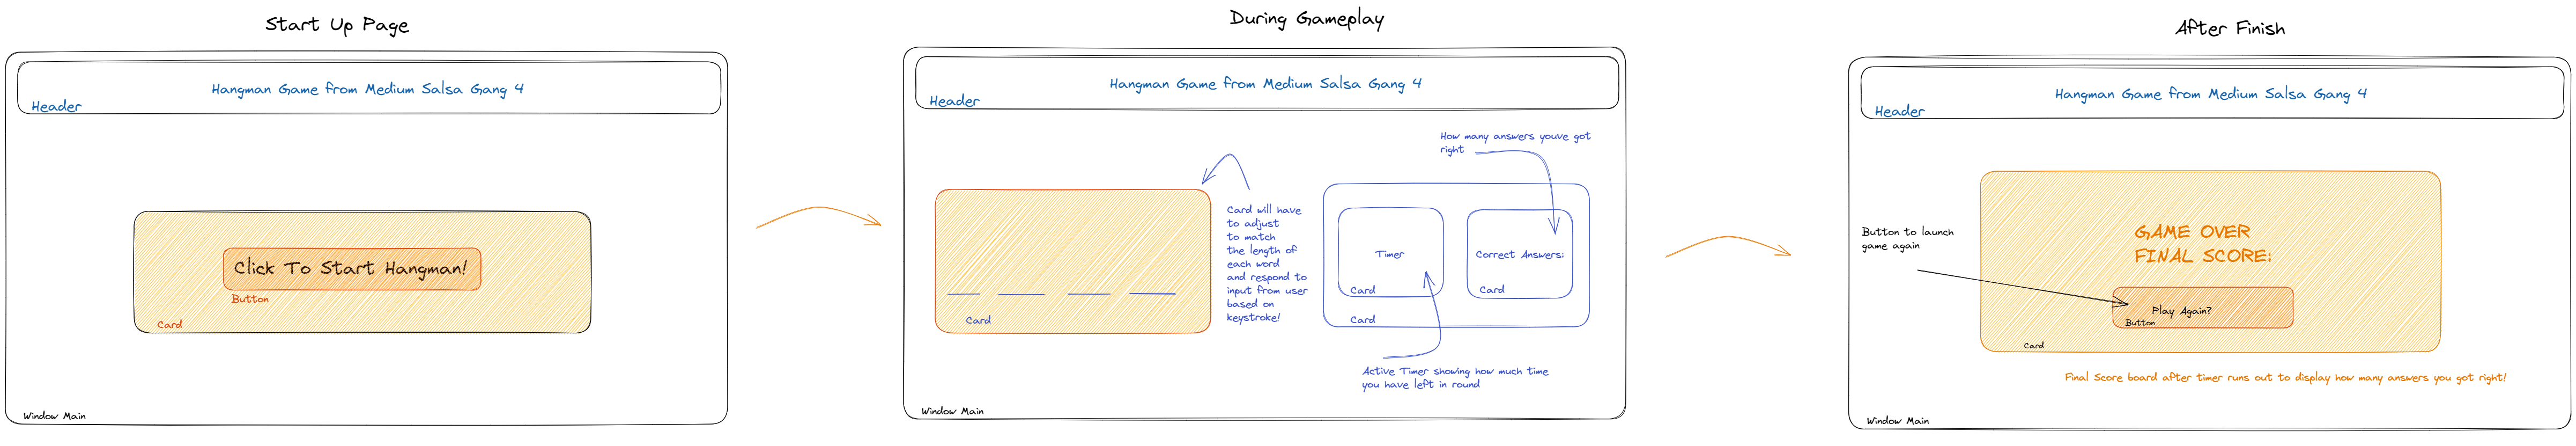 Start Up Page
Hangman Game from Medium Salsa Gang 4
Header
Click To Start Hangman!
Button
Card
Window Main
During Gameplay
Hangman Game from Medium Salsa Gang 4
Header
How many answers youve got
right
Card will have
to adjust
to match
the length of
each word
and respond to
input from user
based on
keystroke!
Card
Timer
Card
Correct Answers:
Card
Card
Active Timer showing how much time
you have left in round
Window Main
After Finish
Hangman Game from Medium Salsa Gang 4
Header
Button to launch
game again
GAME OVER
FINAL SCORE:
Play Again?
Button
Card
Final Score board after timer runs out to display how many answers you got right!
Window Main